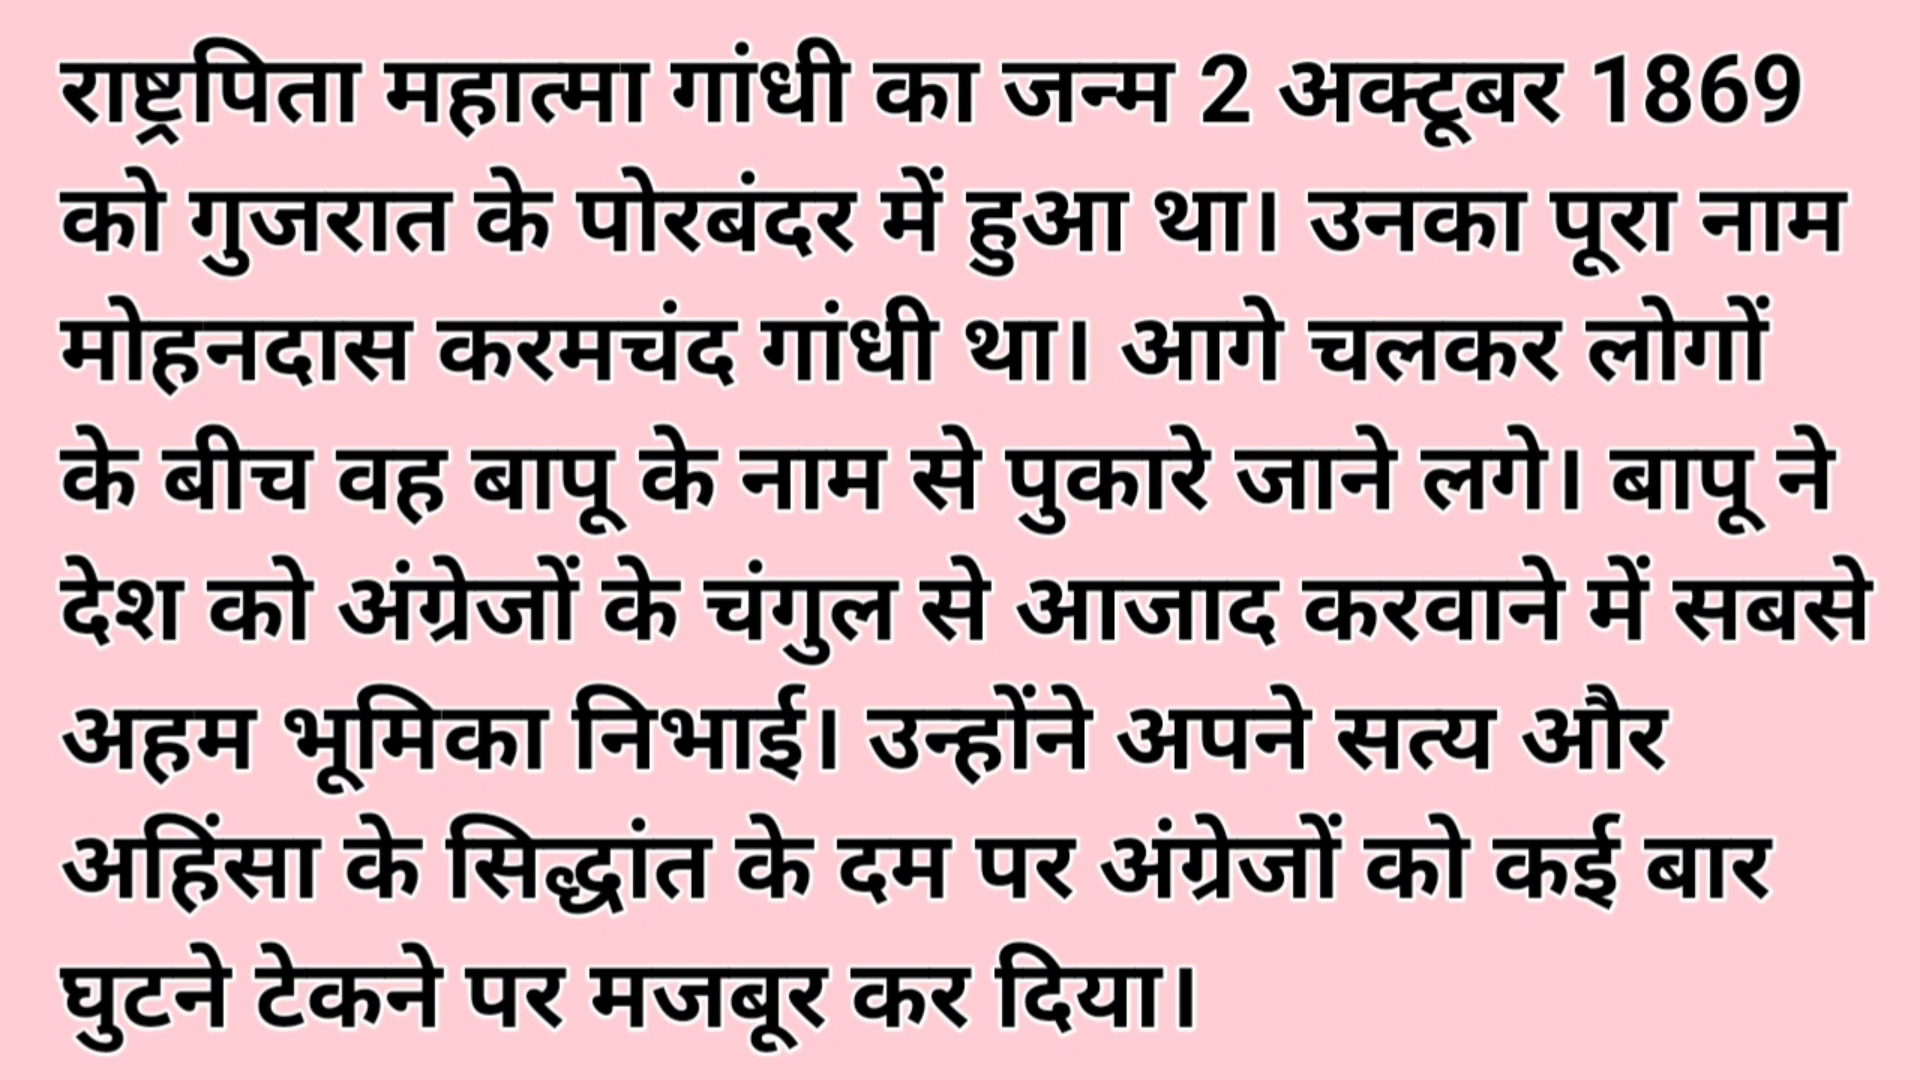 राष्ट्रपिता महात्मा गांधी का जन्म 2 अक्टूबर 1869
को गुजरात के पोरबंदर में हुआ था। उनका पूरा नाम
मोहनदास करमचंद गांधी था। आगे चलकर लोगों
के बीच वह बापू के नाम से पुकारे जाने लगे। बापू ने
देश को अंग्रेजों के चंगुल से आजाद करवाने में सबसे
अहम भूमिका निभाई। उन्होंने अपने सत्य और
अहिंसा के सिद्धांत के दम पर अंग्रेजों को कई बार
घुटने टेकने पर मजबूर कर दिया।